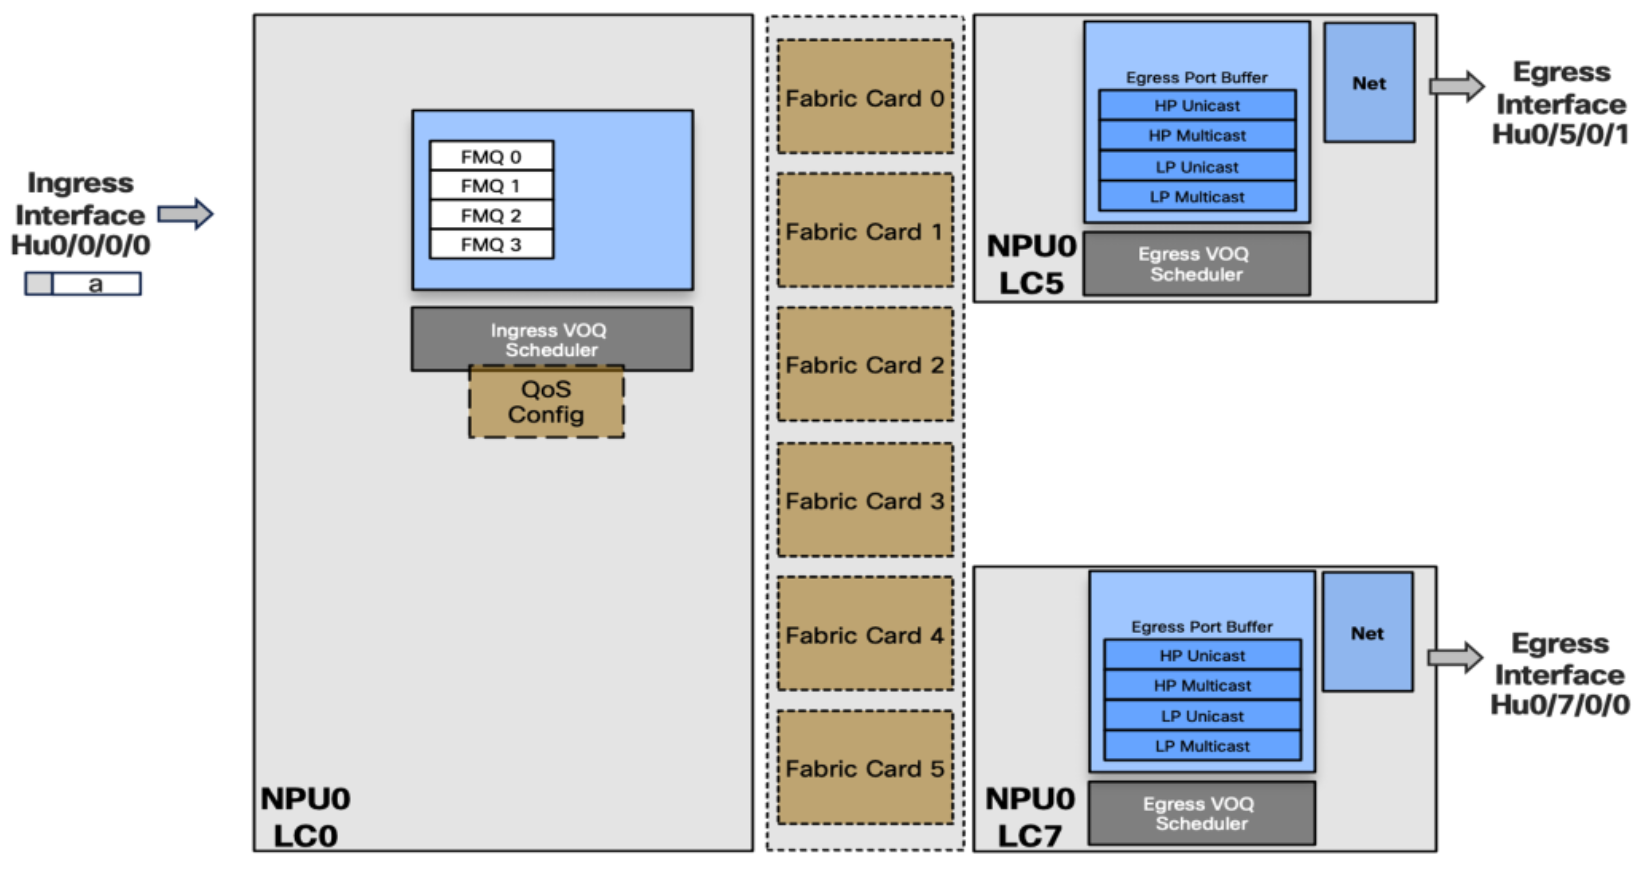 Ingress
Interface
Hu0/0/0/0
a
FMQ 0
FMQ 1
FMQ 2
FMQ 3
Ingress VOQ
Scheduler
QoS
Config
NPU0
LC0
Fabric Card 0
Fabric Card 1
Fabric Card 2
Fabric Card 3
Fabric Card 4
Fabric Card 5
Egress Port Buffer
HP Unicast
HP Multicast
LP Unicast
LP Multicast
Net
NPU0
LC5
Egress VOQ
Scheduler
Egress
Interface
Hu0/5/0/1
Egress Port Buffer
HP Unicast
HP Multicast
LP Unicast
LP Multicast
Net
NPU0
LC7
Egress VOQ
Scheduler
Egress
Interface
Hu0/7/0/0